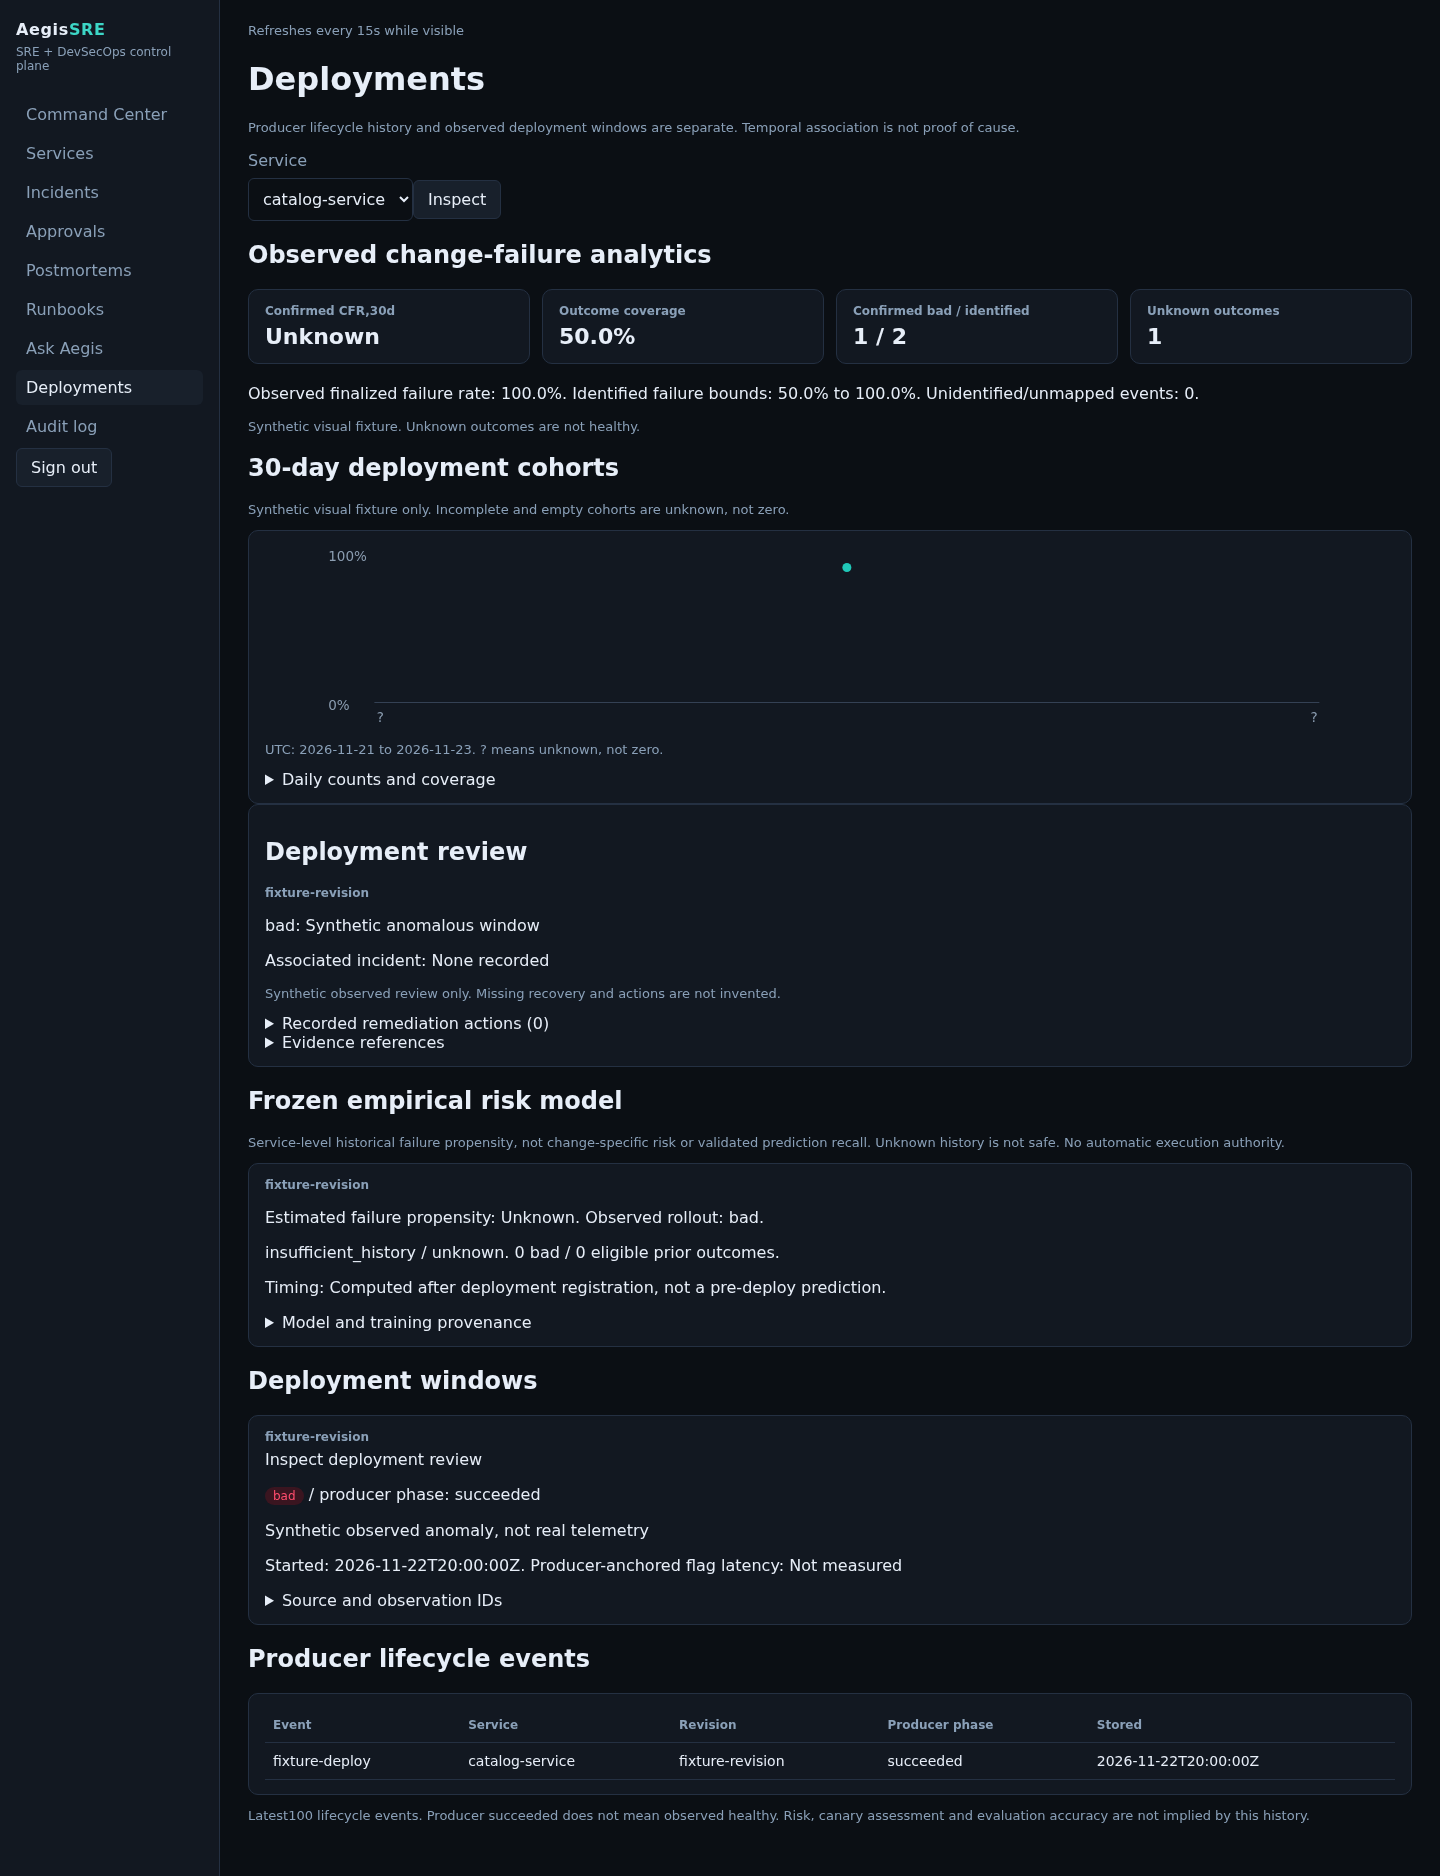 AegisSRE
SRE + DevSecOps control
plane
Command Center
Services
Incidents
Approvals
Postmortems
Runbooks
Ask Aegis
Deployments
Audit log
Sign out
Refreshes every 15s while visible
Deployments
Producer lifecycle history and observed deployment windows are separate. Temporal association is not proof of cause.
Service
catalog-service
Inspect
Observed change-failure analytics
Confirmed CFR,30d
Unknown
Outcome coverage
50.0%
Confirmed bad / identified
1 / 2
Unknown outcomes
1
Observed finalized failure rate: 100.0%. Identified failure bounds: 50.0% to 100.0%. Unidentified/unmapped events: 0.
Synthetic visual fixture. Unknown outcomes are not healthy.
30-day deployment cohorts
Synthetic visual fixture only. Incomplete and empty cohorts are unknown, not zero.
100%
0%
?
?
UTC: 2026-11-21 to 2026-11-23. ? means unknown, not zero.
Daily counts and coverage
Deployment review
fixture-revision
bad: Synthetic anomalous window
Associated incident: None recorded
Synthetic observed review only. Missing recovery and actions are not invented.
Recorded remediation actions (0)
Evidence references
Frozen empirical risk model
Service-level historical failure propensity, not change-specific risk or validated prediction recall. Unknown history is not safe. No automatic execution authority.
fixture-revision
Estimated failure propensity: Unknown. Observed rollout: bad.
insufficient_history / unknown. 0 bad / 0 eligible prior outcomes.
Timing: Computed after deployment registration, not a pre-deploy prediction.
Model and training provenance
Deployment windows
fixture-revision
Inspect deployment review
bad / producer phase: succeeded
Synthetic observed anomaly, not real telemetry
Started: 2026-11-22T20:00:00Z. Producer-anchored flag latency: Not measured
Source and observation IDs
Producer lifecycle events
Event Service Revision Producer phase Stored
fixture-deploy catalog-service fixture-revision succeeded 2026-11-22T20:00:00Z
Latest100 lifecycle events. Producer succeeded does not mean observed healthy. Risk, canary assessment and evaluation accuracy are not implied by this history.